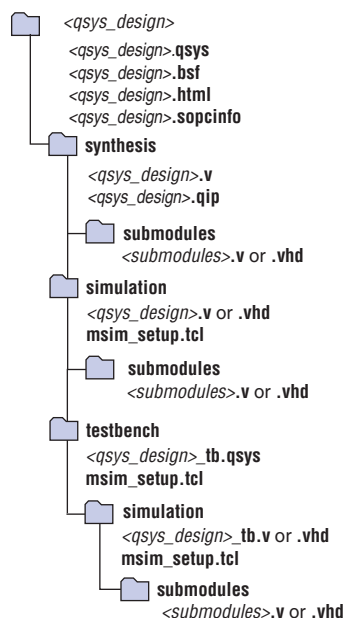 <qsys_design>
<qsys_design>.qsys
<qsys_design>.bsf
<qsys_design>.html
<qsys_design>.sopcinfo
synthesis
<qsys_design>.v
<qsys_design>.qip
submodules
<submodules>.v or .vhd
simulation
<qsys_design>.v or .vhd
msim_setup.tcl
submodules
<submodules>.v or .vhd
testbench
<qsys_design>_tb.qsys
msim_setup.tcl
simulation
<qsys_design>_tb.v or .vhd
msim_setup.tcl
submodules
<submodules>.v or .vhd